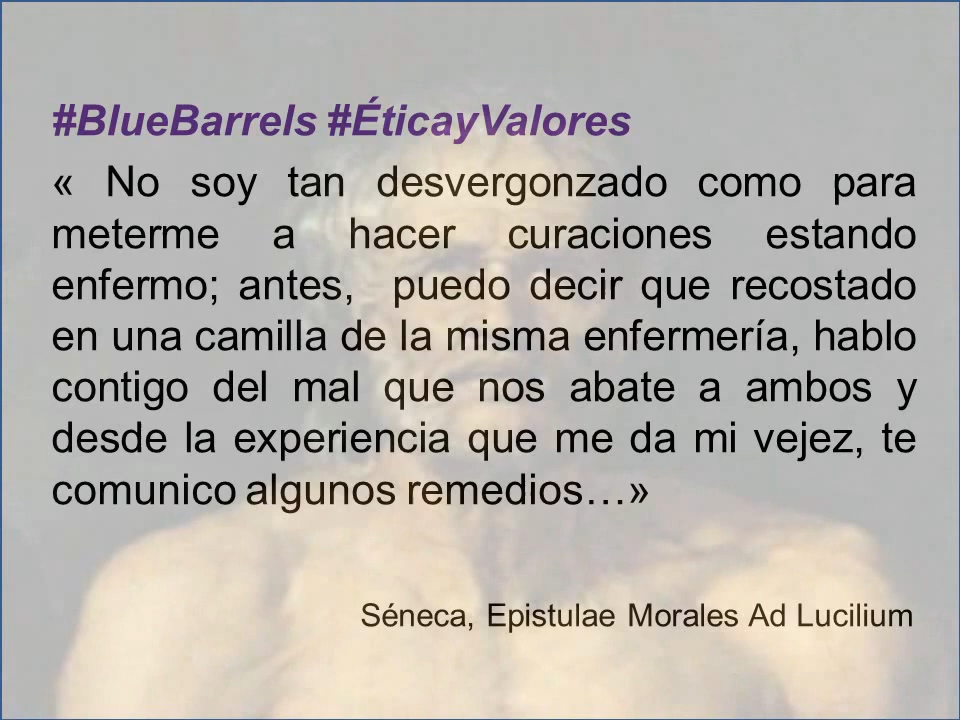 #BlueBarrels #ÉticayValores
« No soy tan desvergonzado como para
meterme a hacer curaciones estando
enfermo; antes, puedo decir que recostado
en una camilla de la misma enfermería, hablo
contigo del mal que nos abate a ambos y
desde la experiencia que me da mi vejez, te
comunico algunos remedios…»
Séneca, Epistulae Morales Ad Lucilium